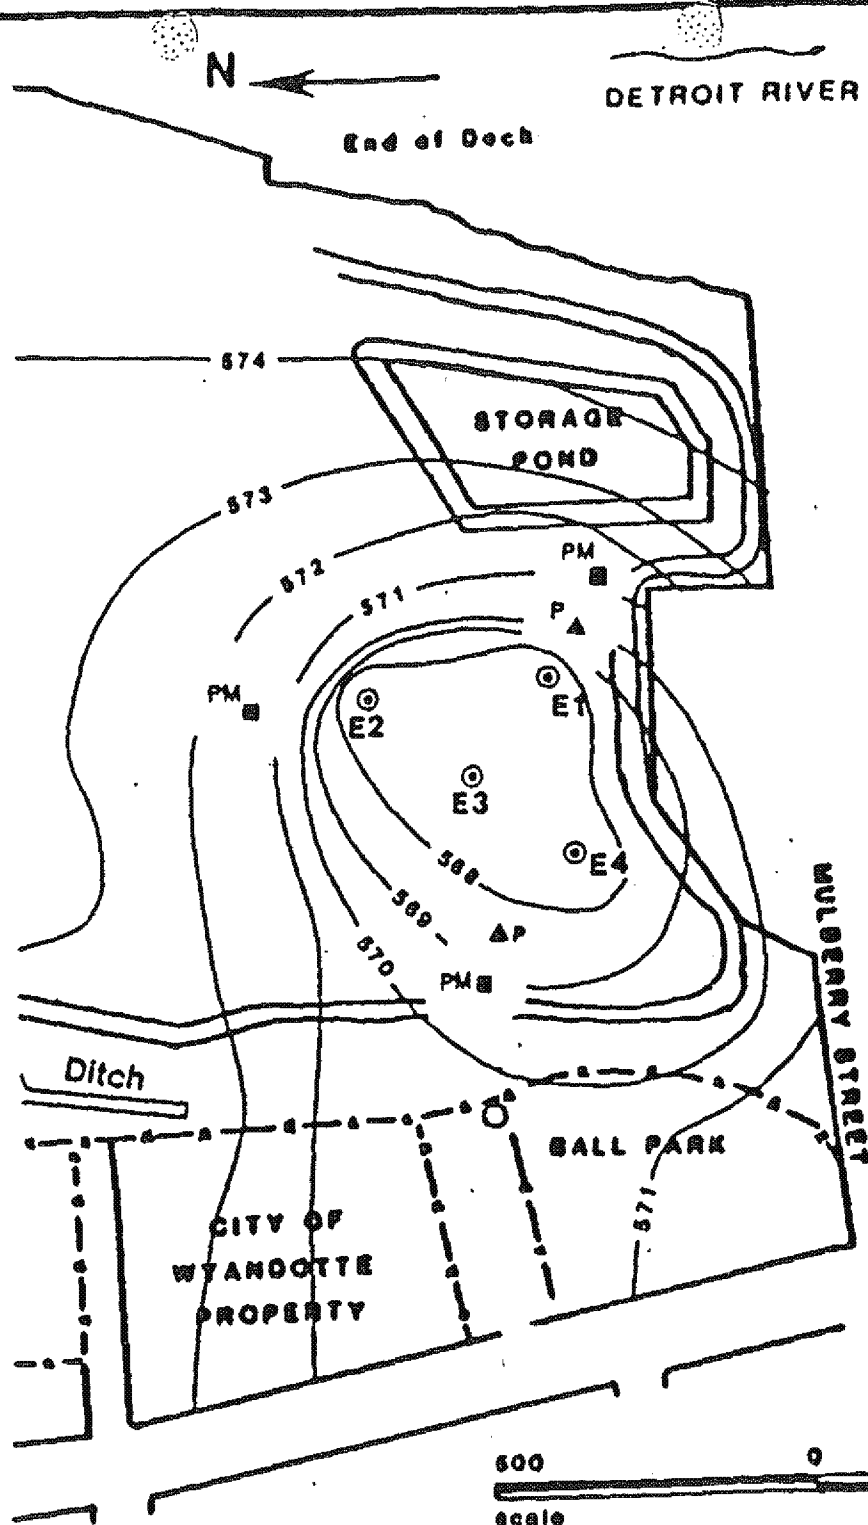 N
DETROIT RIVER
End of Dock
574
STORAGE
POND
573
572
571
PM
P
PM
E1
E2
E3
E4
568
569
570
P
PM
MULBERRY STREET
Ditch
BALL PARK
571
CITY OF
WYANDOTTE
PROPERTY
500 0
scale